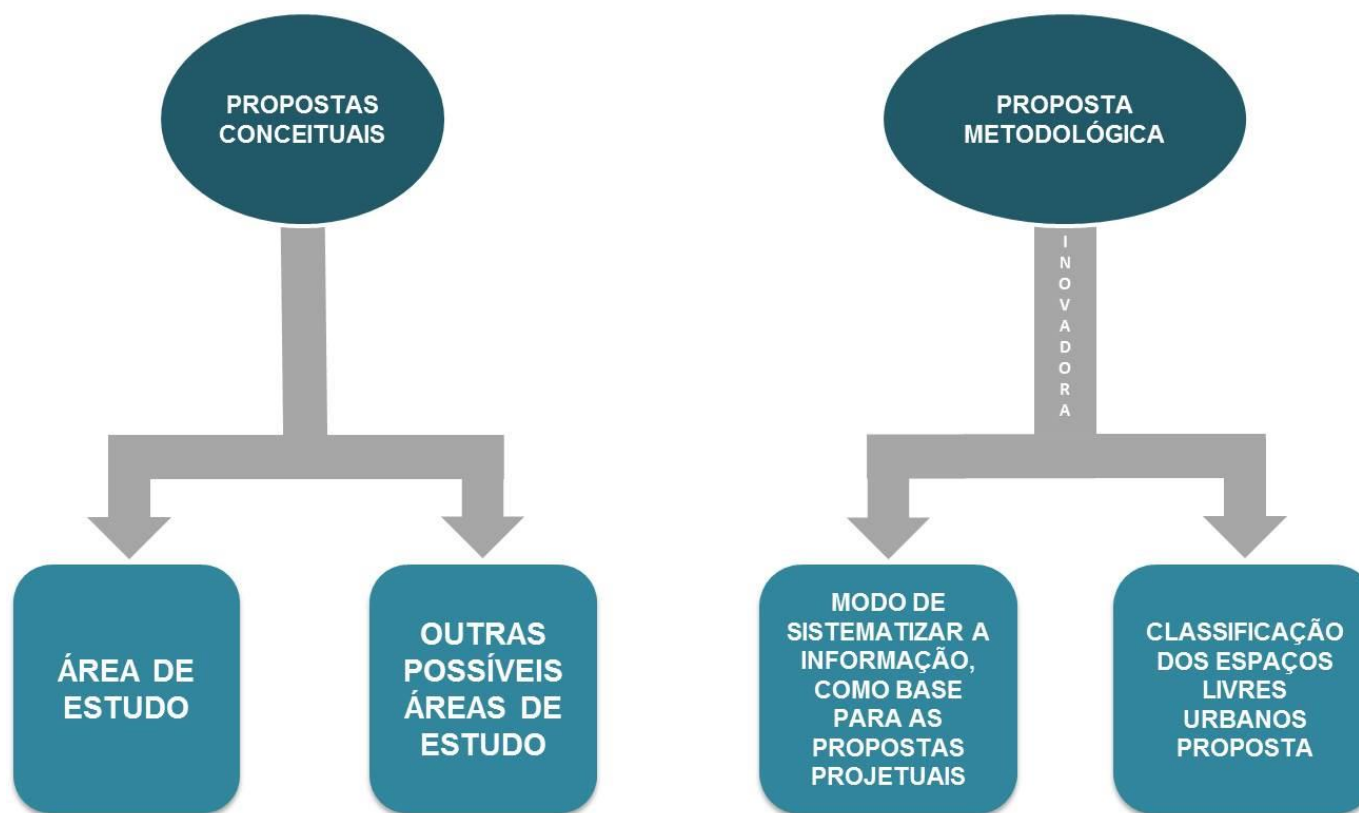 PROPOSTAS
CONCEITUAIS
PROPOSTA
METODOLÓGICA
INOVADORA
ÁREA DE
ESTUDO
OUTRAS
POSSÍVEIS
ÁREAS DE
ESTUDO
MODO DE
SISTEMATIZAR A
INFORMAÇÃO,
COMO BASE
PARA AS
PROPOSTAS
PROJETUAIS
CLASSIFICAÇÃO
DOS ESPAÇOS
LIVRES
URBANOS
PROPOSTA